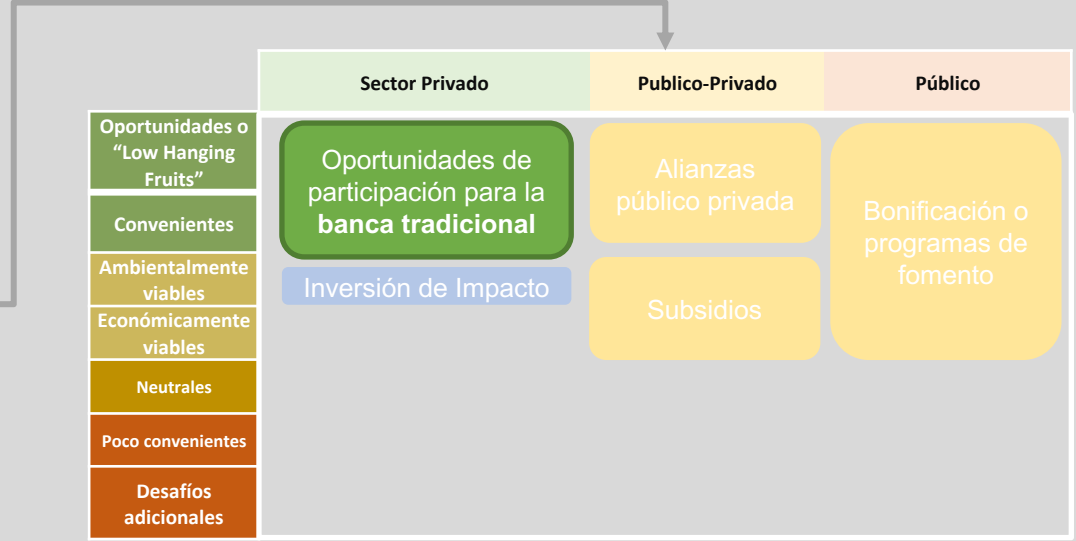 Sector Privado
Publico-Privado
Público
Oportunidades o
“Low Hanging
Fruits”
Convenientes
Ambientalmente
viables
Económicamente
viables
Neutrales
Poco convenientes
Desafíos
adicionales
Oportunidades de
participación para la
banca tradicional
Inversión de Impacto
Alianzas
público privada
Subsidios
Bonificación o
programas de
fomento